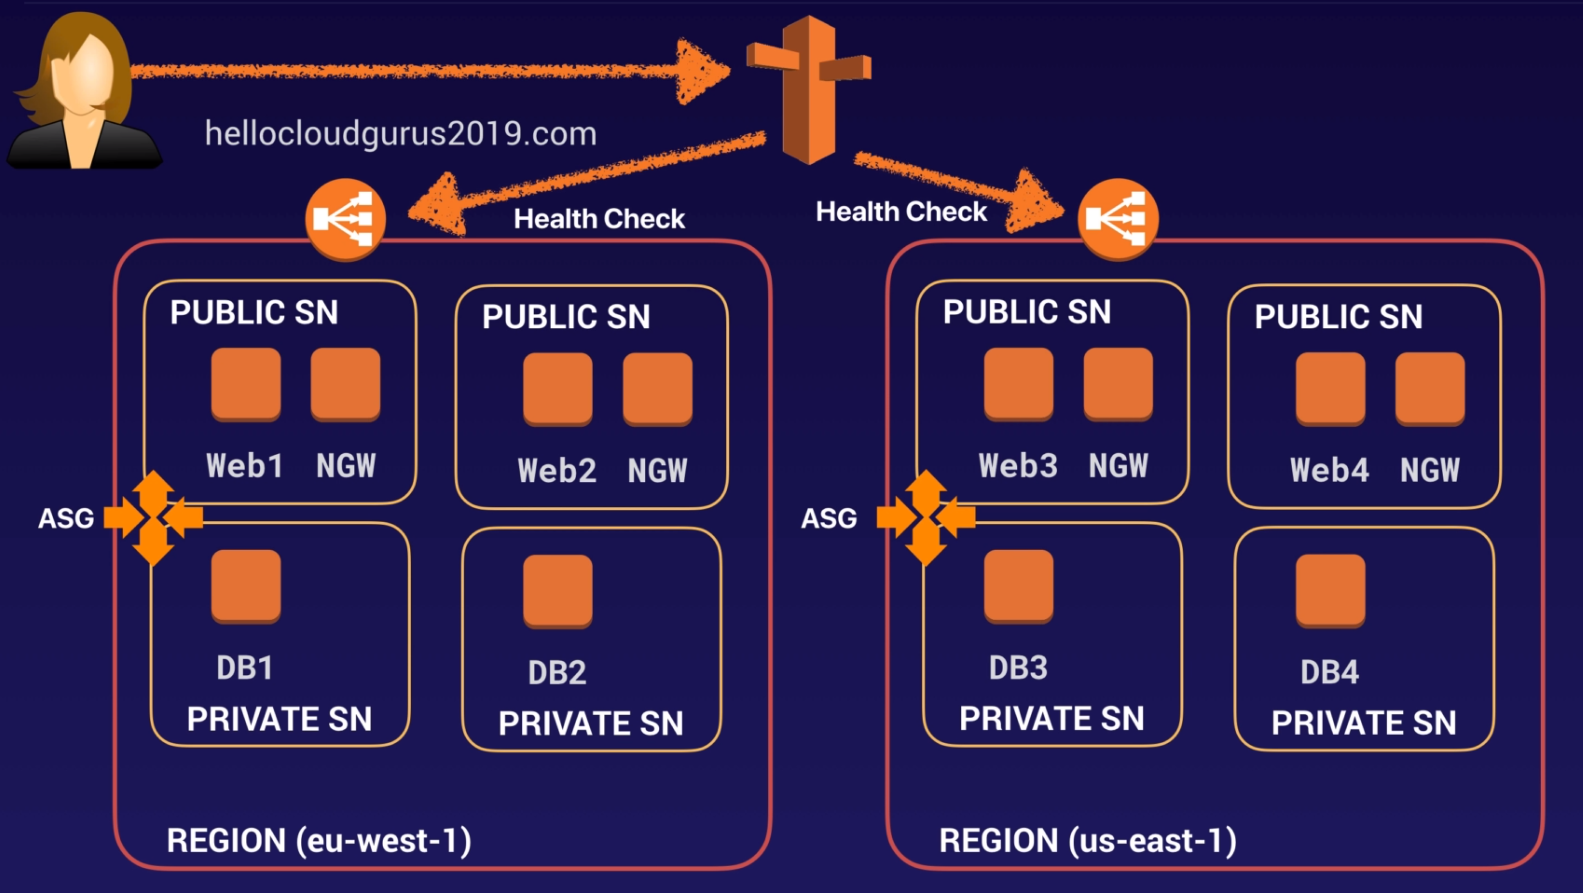 hellocloudgurus2019.com
Health Check
Health Check
PUBLIC SN
Web1 NGW
PUBLIC SN
Web2 NGW
ASG
DB1
PRIVATE SN
DB2
PRIVATE SN
REGION (eu-west-1)
PUBLIC SN
Web3 NGW
PUBLIC SN
Web4 NGW
ASG
DB3
PRIVATE SN
DB4
PRIVATE SN
REGION (us-east-1)